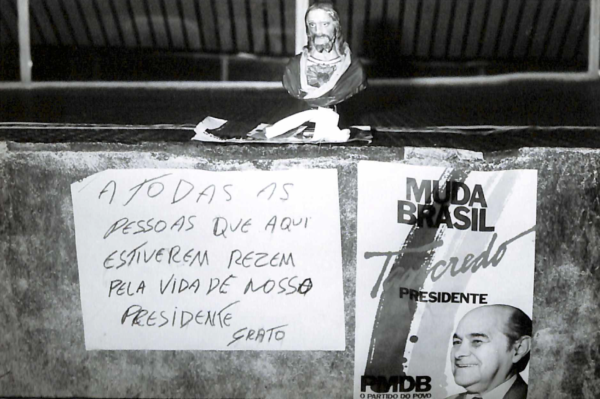 A TODAS AS
PESSOAS QUE AQUI
ESTIVEREM REZEM
PELA VIDA DE NOSSO
PRESIDENTE
GRATO
MUDA
BRASIL
Tancredo
PRESIDENTE
PMDB
O PARTIDO DO POVO